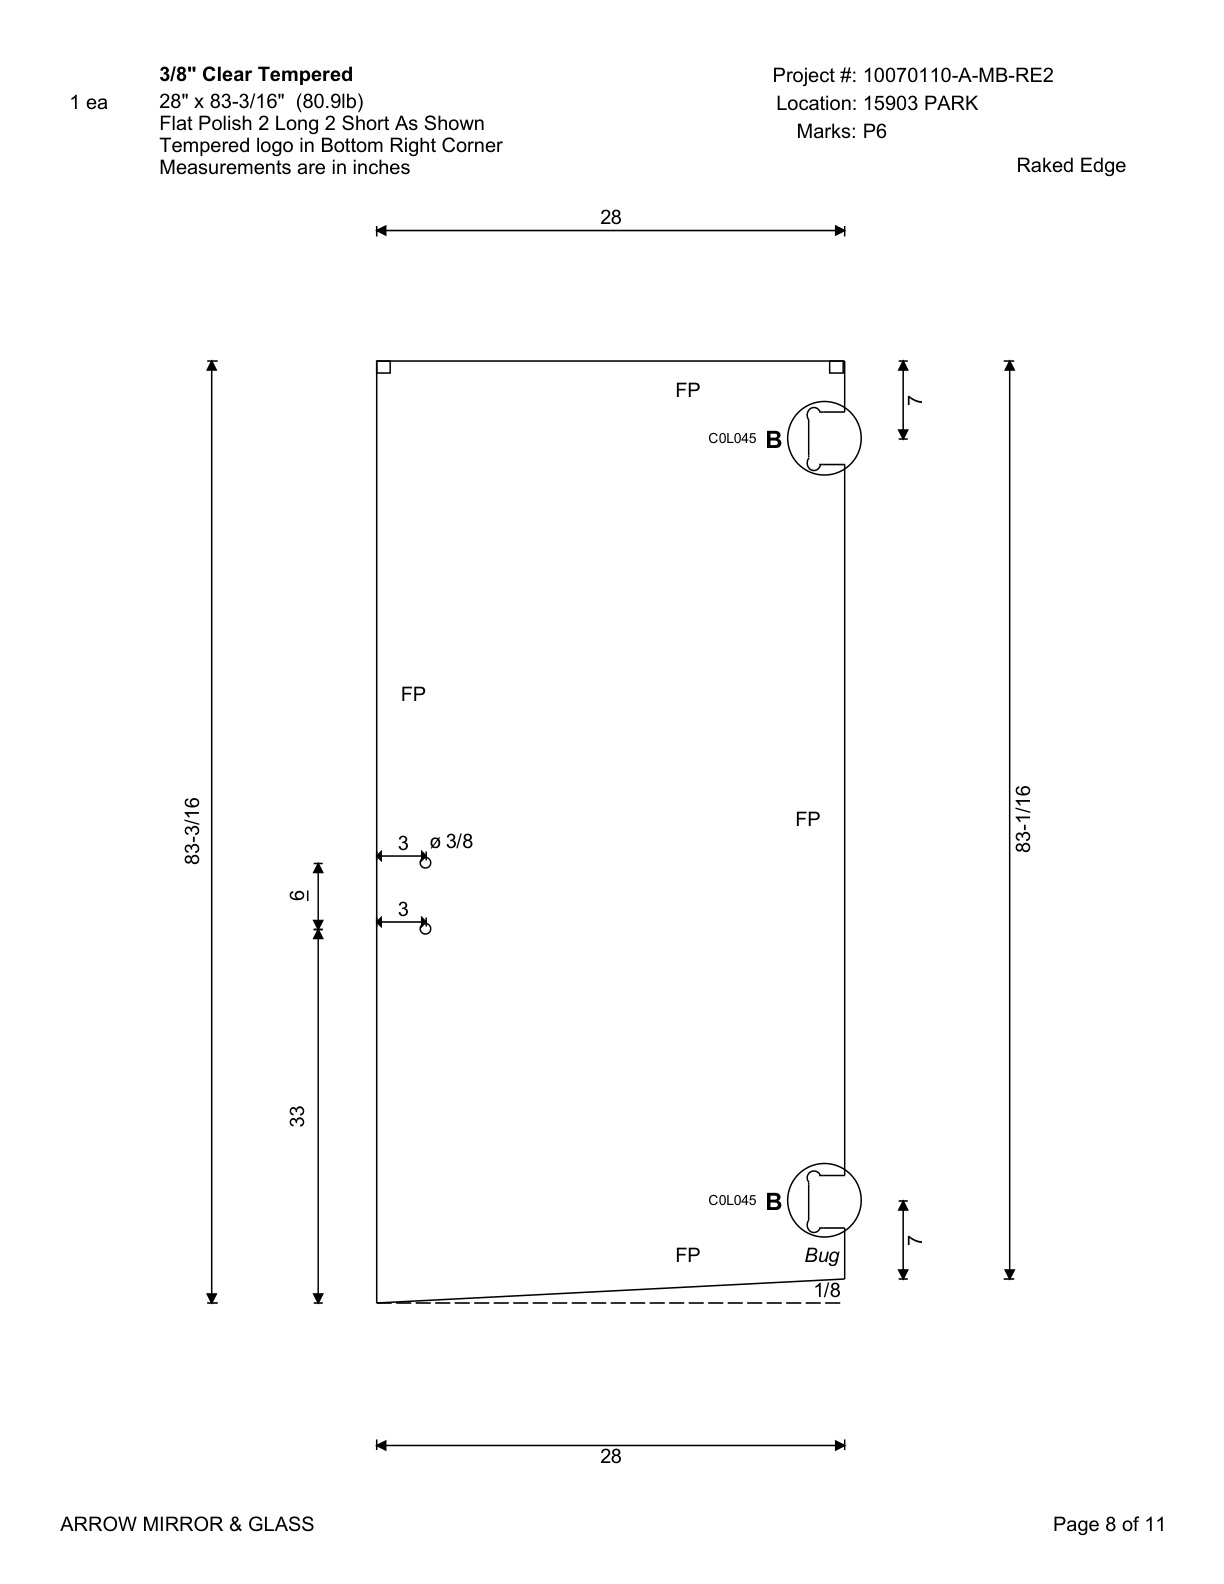 3/8" Clear Tempered
1 ea
28" x 83-3/16" (80.9lb)
Flat Polish 2 Long 2 Short As Shown
Tempered logo in Bottom Right Corner
Measurements are in inches
Project #: 10070110-A-MB-RE2
Location: 15903 PARK
Marks: P6
Raked Edge
28
FP
7
C0L045 B
FP
83-3/16
83-1/16
FP
3
ø 3/8
6
3
33
C0L045 B
7
FP
Bug
1/8
28
ARROW MIRROR & GLASS
Page 8 of 11